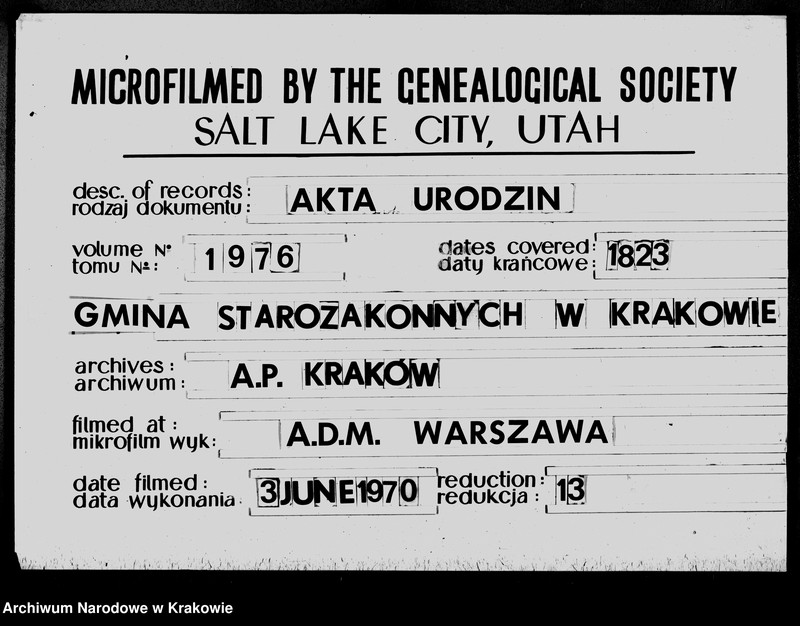 MICROFILMED BY THE GENEALOGICAL SOCIETY
SALT LAKE CITY, UTAH
desc. of records: AKTA URODZIN
rodzaj dokumentu:
volume Nº 1976 dates covered: 1823
tomu Nº: daty krańcowe:
GMINA STAROZAKONNYCH W KRAKOWIE
archives: A.P. KRAKÓW
archiwum:
filmed at: A.D.M. WARSZAWA
mikrofilm wyk:
date filmed: 3 JUNE 1970 reduction: 13
data wykonania: redukcja:
Archiwum Narodowe w Krakowie